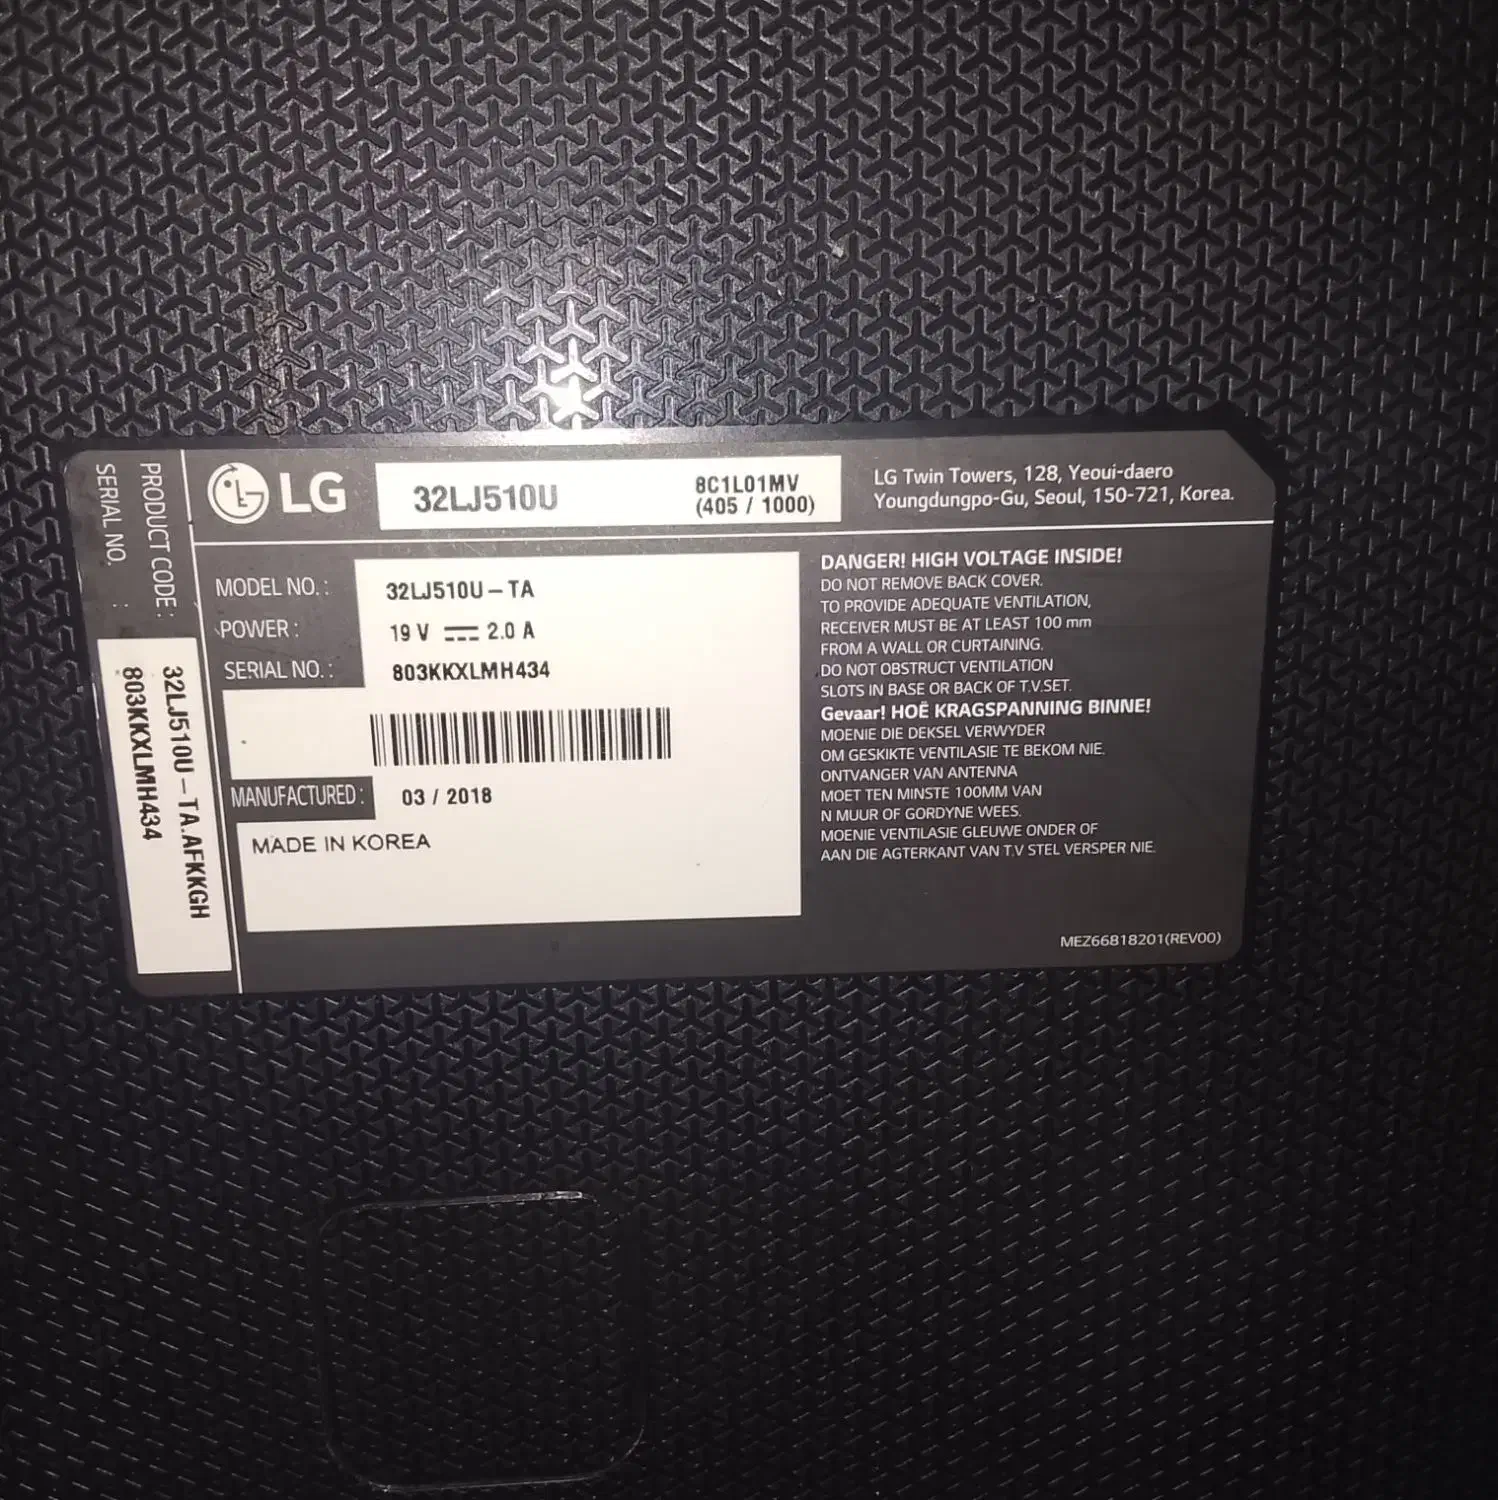 LG
32LJ510U
8C1L01MV
(405 / 1000)
LG Twin Towers, 128, Yeoui-daero
Youngdungpo-Gu, Seoul, 150-721, Korea.
PRODUCT CODE :
32LJ510U-TA.AFKKGH
SERIAL NO. :
803KKXLMH434
MODEL NO. : 32LJ510U-TA
POWER : 19 V ⎓ 2.0 A
SERIAL NO. : 803KKXLMH434
MANUFACTURED : 03 / 2018
MADE IN KOREA
DANGER! HIGH VOLTAGE INSIDE!
DO NOT REMOVE BACK COVER.
TO PROVIDE ADEQUATE VENTILATION,
RECEIVER MUST BE AT LEAST 100 mm
FROM A WALL OR CURTAINING.
DO NOT OBSTRUCT VENTILATION
SLOTS IN BASE OR BACK OF T.V.SET.
Gevaar! HOË KRAGSPANNING BINNE!
MOENIE DIE DEKSEL VERWYDER
OM GESKIKTE VENTILASIE TE BEKOM NIE.
ONTVANGER VAN ANTENNA
MOET TEN MINSTE 100MM VAN
N MUUR OF GORDYNE WEES.
MOENIE VENTILASIE GLEUWE ONDER OF
AAN DIE AGTERKANT VAN T.V STEL VERSPER NIE.
MEZ66818201(REV00)